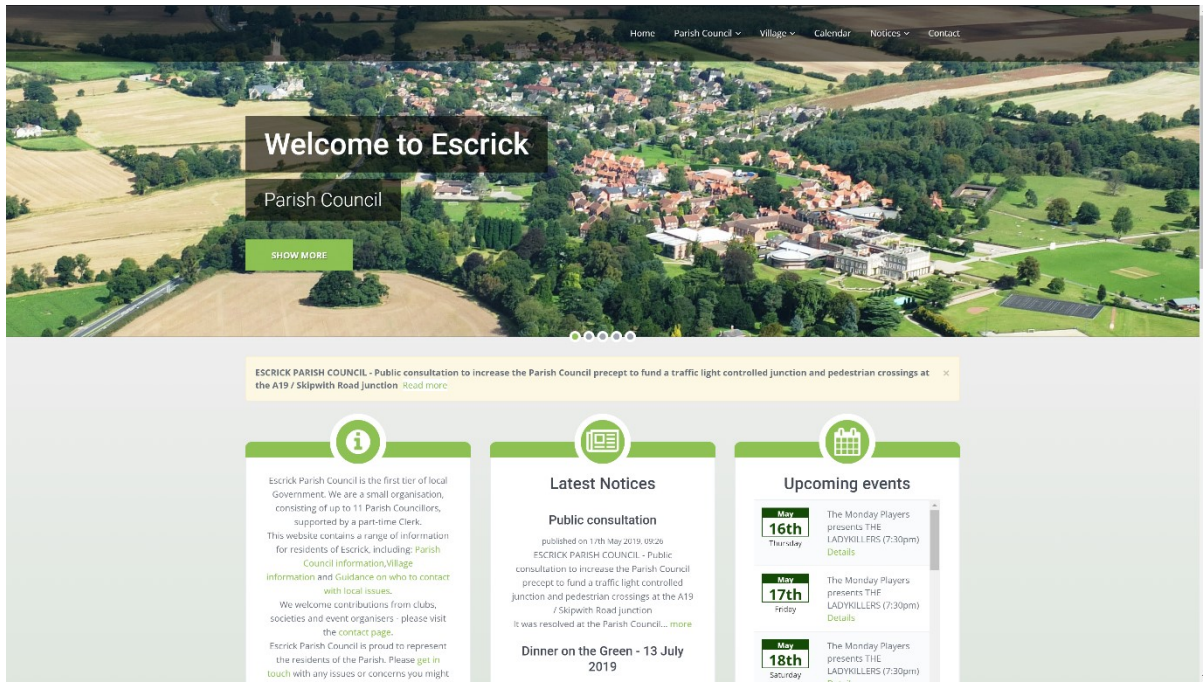 Home Parish Council Village Calendar Notices Contact
Welcome to Escrick
Parish Council
SHOW MORE
ESCRICK PARISH COUNCIL - Public consultation to increase the Parish Council precept to fund a traffic light controlled junction and pedestrian crossings at
the A19 / Skipwith Road junction Read more
×
Escrick Parish Council is the first tier of local
Government. We are a small organisation,
consisting of up to 11 Parish Councillors,
supported by a part-time Clerk.
This website contains a range of information
for residents of Escrick, including: Parish
Council information,Village
information and Guidance on who to contact
with local issues.
We welcome contributions from clubs,
societies and event organisers - please visit
the contact page.
Escrick Parish Council is proud to represent
the residents of the Parish. Please get in
touch with any issues or concerns you might
Latest Notices
Public consultation
published on 17th May 2019, 09:26
ESCRICK PARISH COUNCIL - Public
consultation to increase the Parish Council
precept to fund a traffic light controlled
junction and pedestrian crossings at the A19
/ Skipwith Road junction
It was resolved at the Parish Council... more
Dinner on the Green - 13 July
2019
Upcoming events
May
16th
Thursday
The Monday Players
presents THE
LADYKILLERS (7:30pm)
Details
May
17th
Friday
The Monday Players
presents THE
LADYKILLERS (7:30pm)
Details
May
18th
Saturday
The Monday Players
presents THE
LADYKILLERS (7:30pm)